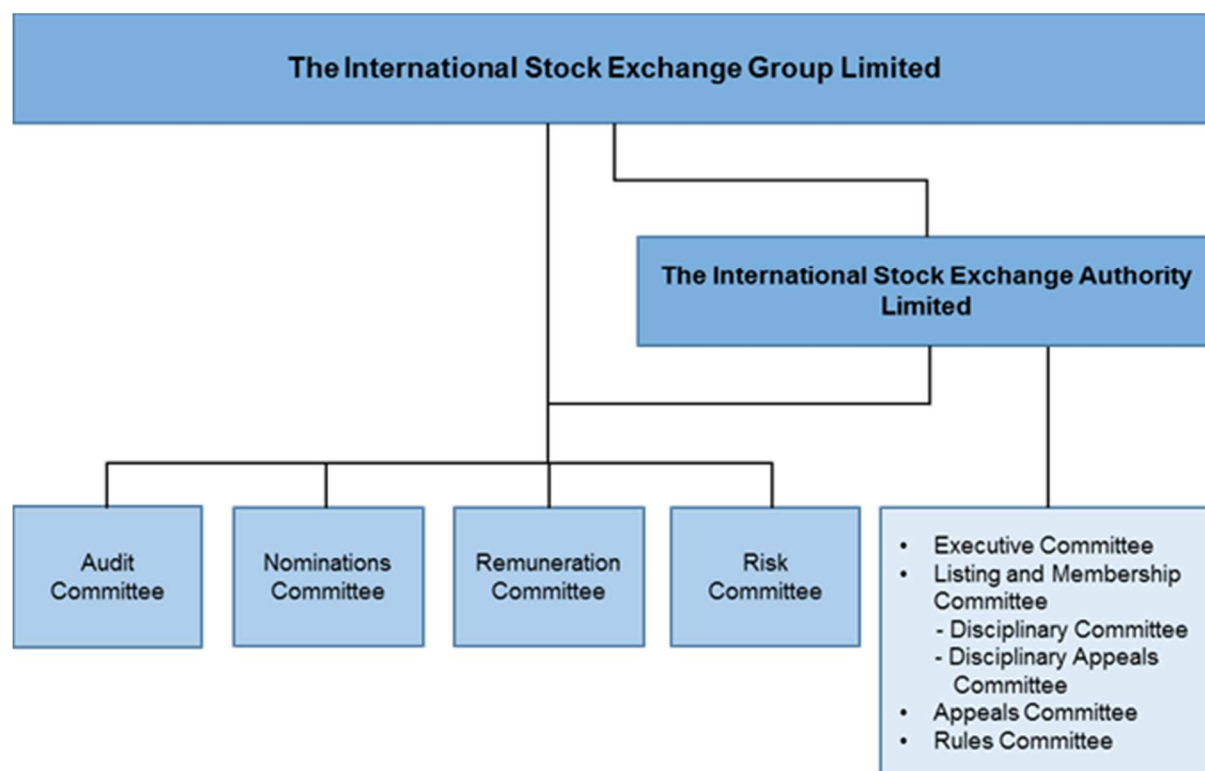 The International Stock Exchange Group Limited
The International Stock Exchange Authority
Limited
Audit
Committee
Nominations
Committee
Remuneration
Committee
Risk
Committee
• Executive Committee
• Listing and Membership
Committee
- Disciplinary Committee
- Disciplinary Appeals
Committee
• Appeals Committee
• Rules Committee